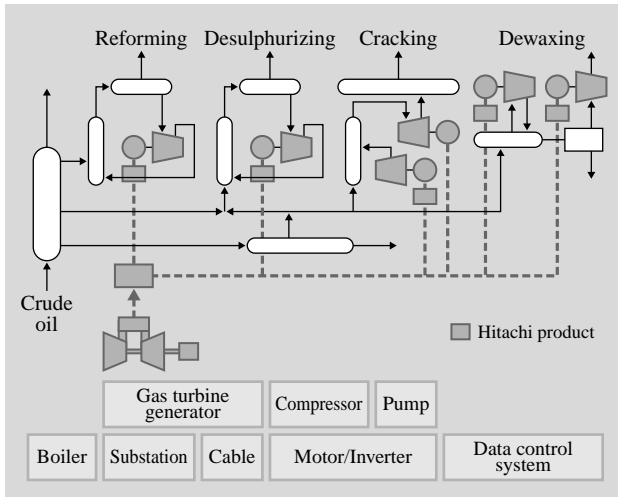 Reforming
Desulphurizing
Cracking
Dewaxing
Crude
oil
Hitachi product
Gas turbine
generator
Compressor
Pump
Boiler
Substation
Cable
Motor/Inverter
Data control
system